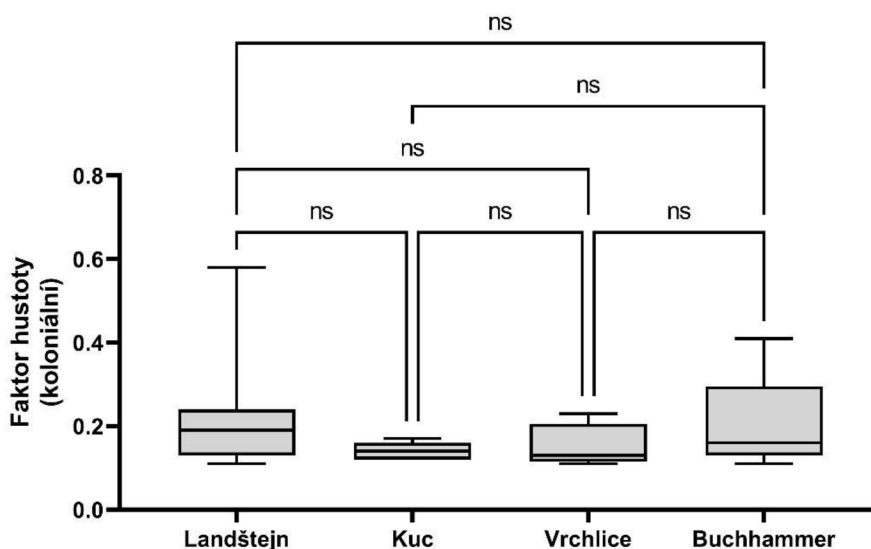 ns
ns
ns
ns
ns
ns
Faktor hustoty
(koloniální)
0.8
0.6
0.4
0.2
0.0
Landštejn
Kuc
Vrchlice
Buchhammer